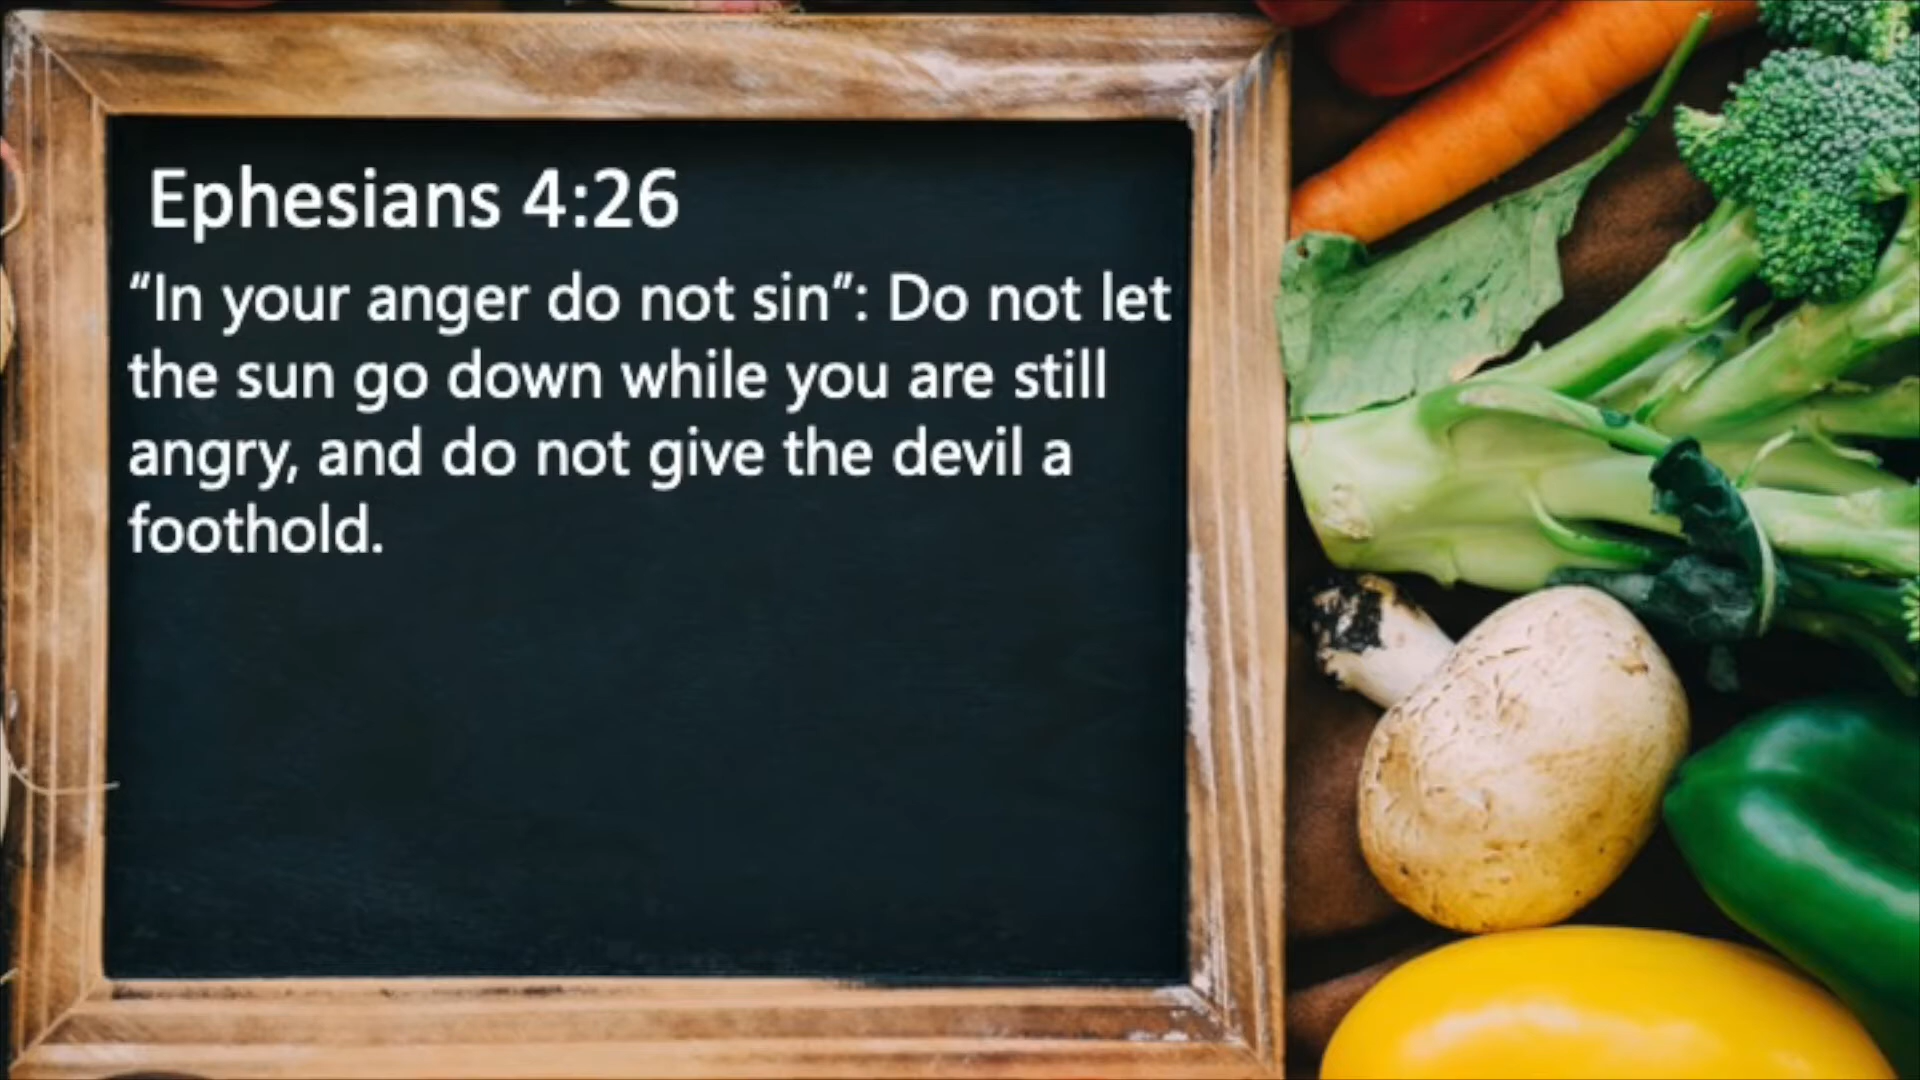 Ephesians 4:26
“In your anger do not sin”: Do not let
the sun go down while you are still
angry, and do not give the devil a
foothold.